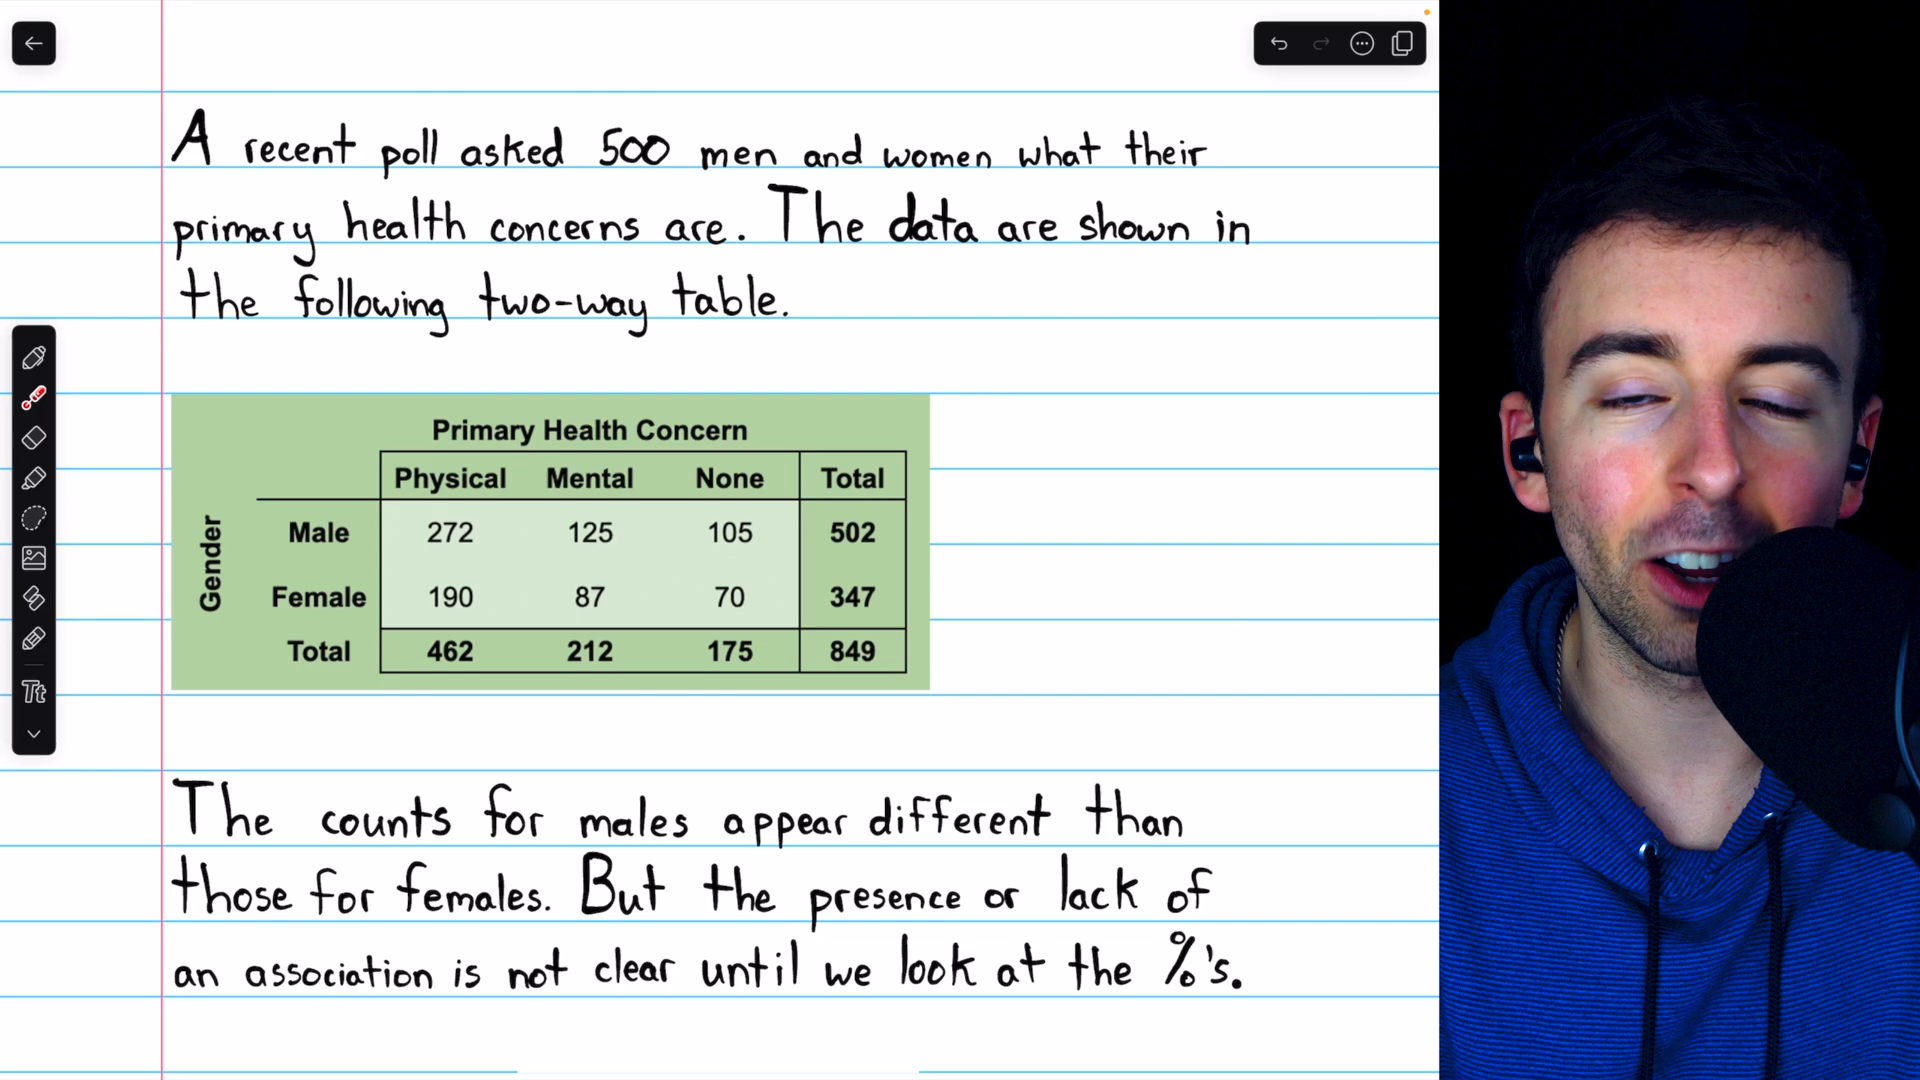 A recent poll asked 500 men and women what their
primary health concerns are. The data are shown in
the following two-way table.
Primary Health Concern
Physical Mental None Total
Gender
Male 272 125 105 502
Female 190 87 70 347
Total 462 212 175 849
The counts for males appear different than
those for females. But the presence or lack of
an association is not clear until we look at the %'s.
Tt